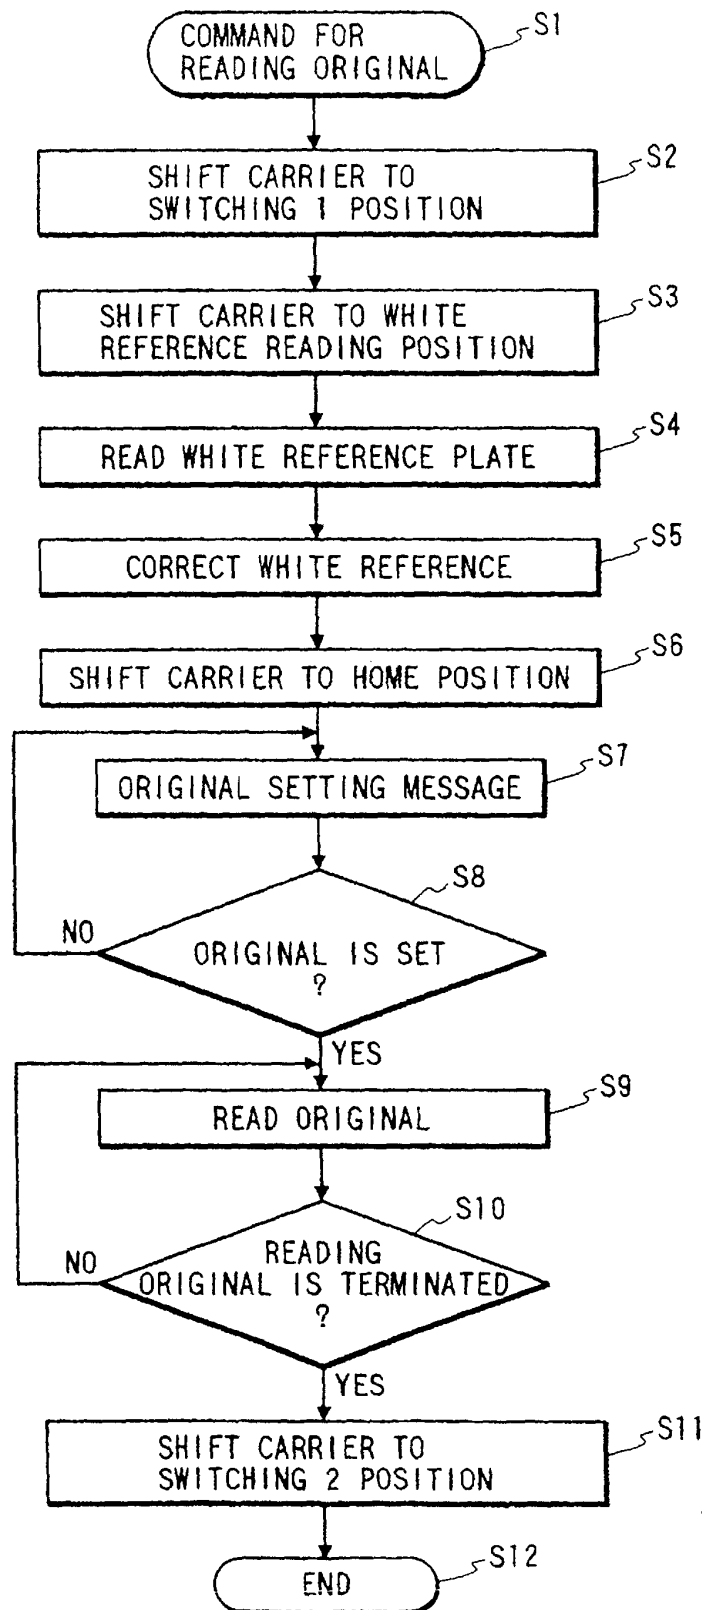 COMMAND FOR
READING ORIGINAL
S1
SHIFT CARRIER TO
SWITCHING 1 POSITION
S2
SHIFT CARRIER TO WHITE
REFERENCE READING POSITION
S3
READ WHITE REFERENCE PLATE
S4
CORRECT WHITE REFERENCE
S5
SHIFT CARRIER TO HOME POSITION
S6
ORIGINAL SETTING MESSAGE
S7
S8
NO
ORIGINAL IS SET
?
YES
READ ORIGINAL
S9
S10
NO
READING
ORIGINAL IS TERMINATED
?
YES
SHIFT CARRIER TO
SWITCHING 2 POSITION
S11
END
S12